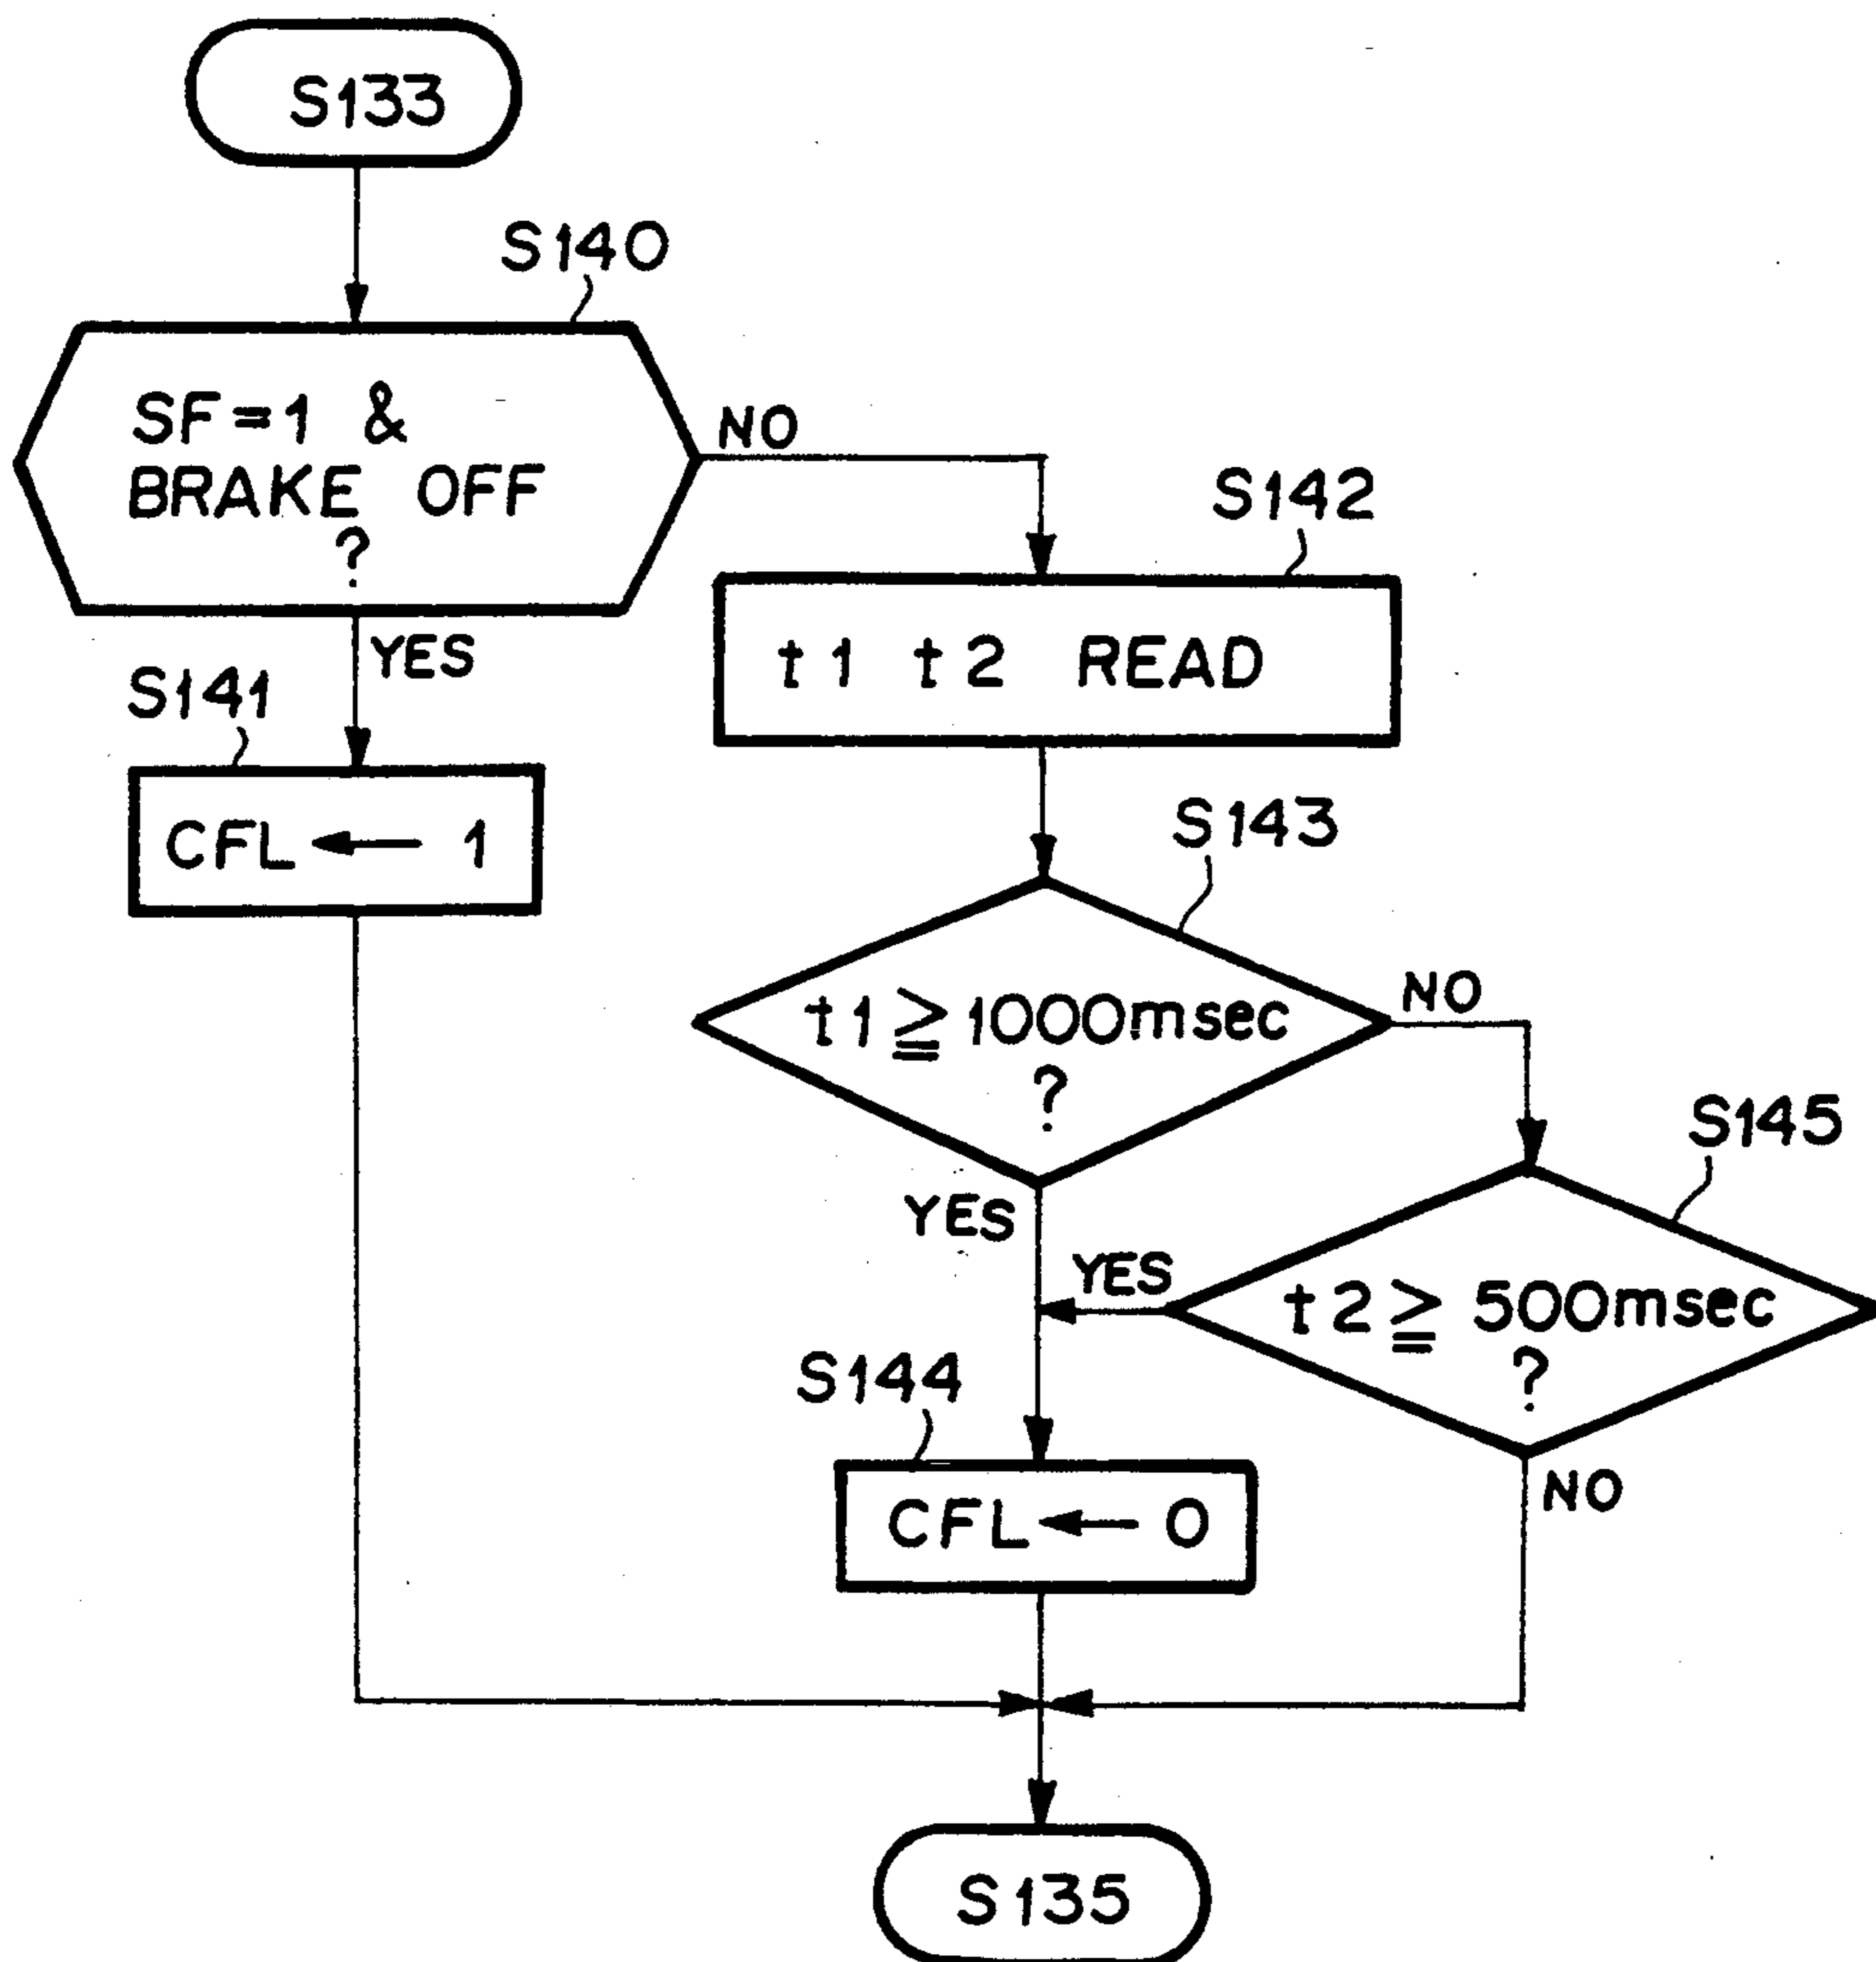 S133
S140
SF=1 &
BRAKE OFF
?
NO
YES
S142
t1 t2 READ
S141
CFL ← 1
S143
t1 ≧ 1000msec
?
NO
YES
S145
t2 ≧ 500msec
?
YES
NO
S144
CFL ← 0
S135